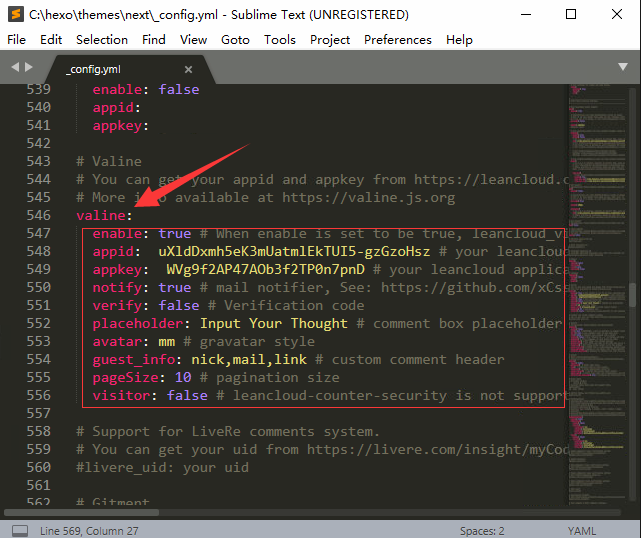 C:\hexo\themes\next\_config.yml - Sublime Text (UNREGISTERED)
File Edit Selection Find View Goto Tools Project Preferences Help
_config.yml
539 enable: false
540 appid:
541 appkey:
542
543 # Valine
544 # You can get your appid and appkey from https://leancloud.c
545 # More info available at https://valine.js.org
546 valine:
547 enable: true # When enable is set to be true, leancloud_vi
548 appid: uXldDxmh5eK3mUatmlEkTUI5-gzGzoHsz # your leancloud
549 appkey: WVg9f2AP47AOb3f2TP0n7pnD # your leancloud applica
550 notify: true # mail notifier, See: https://github.com/xCss
551 verify: false # Verification code
552 placeholder: Input Your Thought # comment box placeholder
553 avatar: mm # gravatar style
554 guest_info: nick,mail,link # custom comment header
555 pageSize: 10 # pagination size
556 visitor: false # leancloud-counter-security is not support
557
558 # Support for LiveRe comments system.
559 # You can get your uid from https://livere.com/insight/myCod
560 #livere_uid: your uid
561
562 # Gitment
Line 569, Column 27 Spaces: 2 YAML